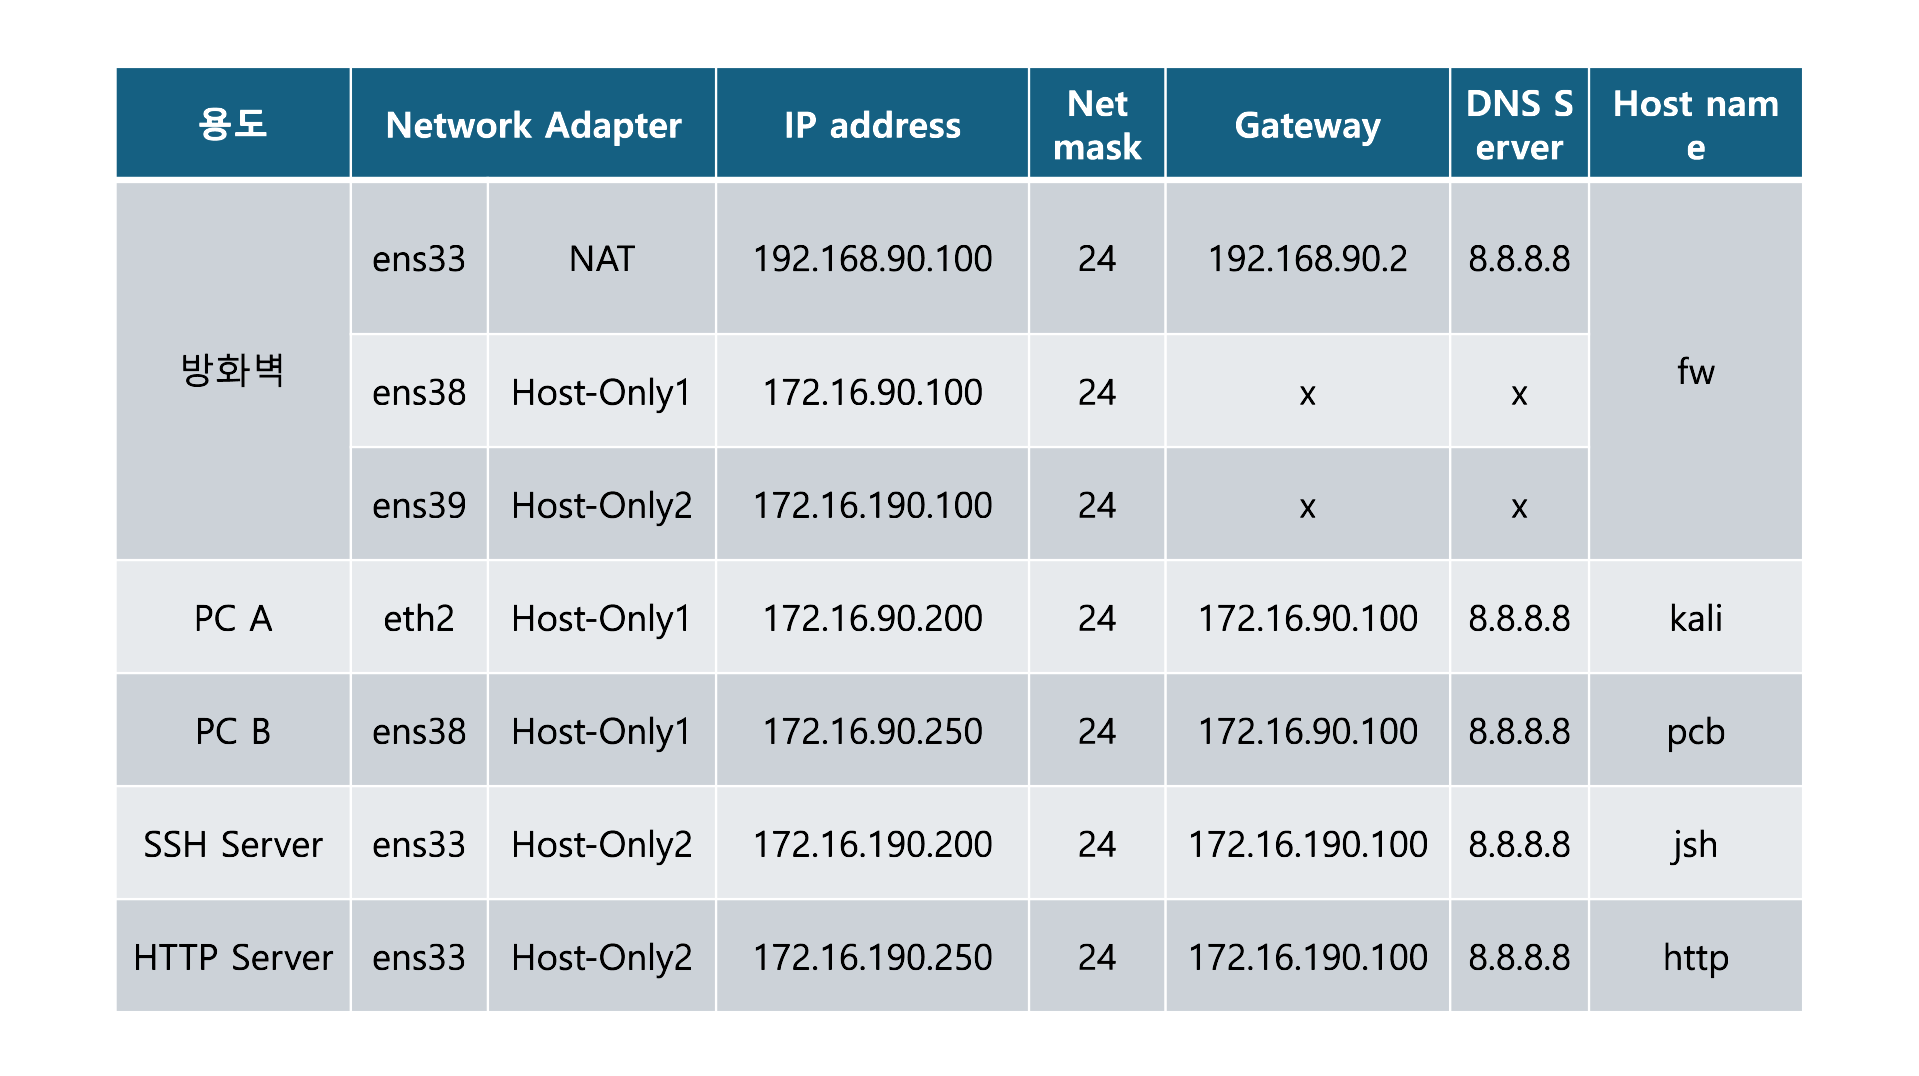 용도 Network Adapter IP address Net mask Gateway DNS S erver Host nam e
방화벽 ens33 NAT 192.168.90.100 24 192.168.90.2 8.8.8.8 fw
ens38 Host-Only1 172.16.90.100 24 x x
ens39 Host-Only2 172.16.190.100 24 x x
PC A eth2 Host-Only1 172.16.90.200 24 172.16.90.100 8.8.8.8 kali
PC B ens38 Host-Only1 172.16.90.250 24 172.16.90.100 8.8.8.8 pcb
SSH Server ens33 Host-Only2 172.16.190.200 24 172.16.190.100 8.8.8.8 jsh
HTTP Server ens33 Host-Only2 172.16.190.250 24 172.16.190.100 8.8.8.8 http